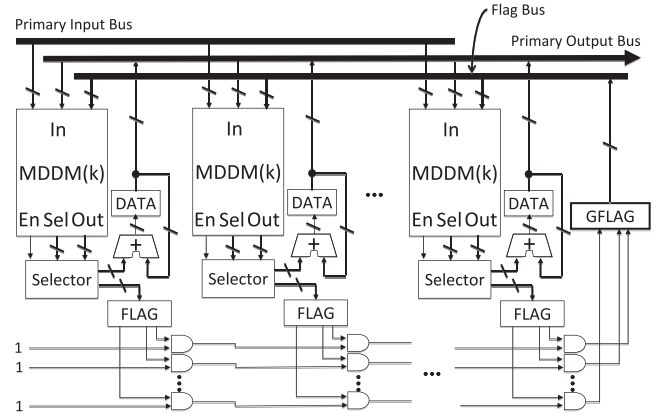 Flag Bus
Primary Input Bus
Primary Output Bus
In
In
In
MDDM(k)
MDDM(k)
MDDM(k)
DATA
DATA
DATA
...
GFLAG
En Sel Out
En Sel Out
En Sel Out
+
+
+
Selector
Selector
Selector
FLAG
FLAG
FLAG
1
1
...
1